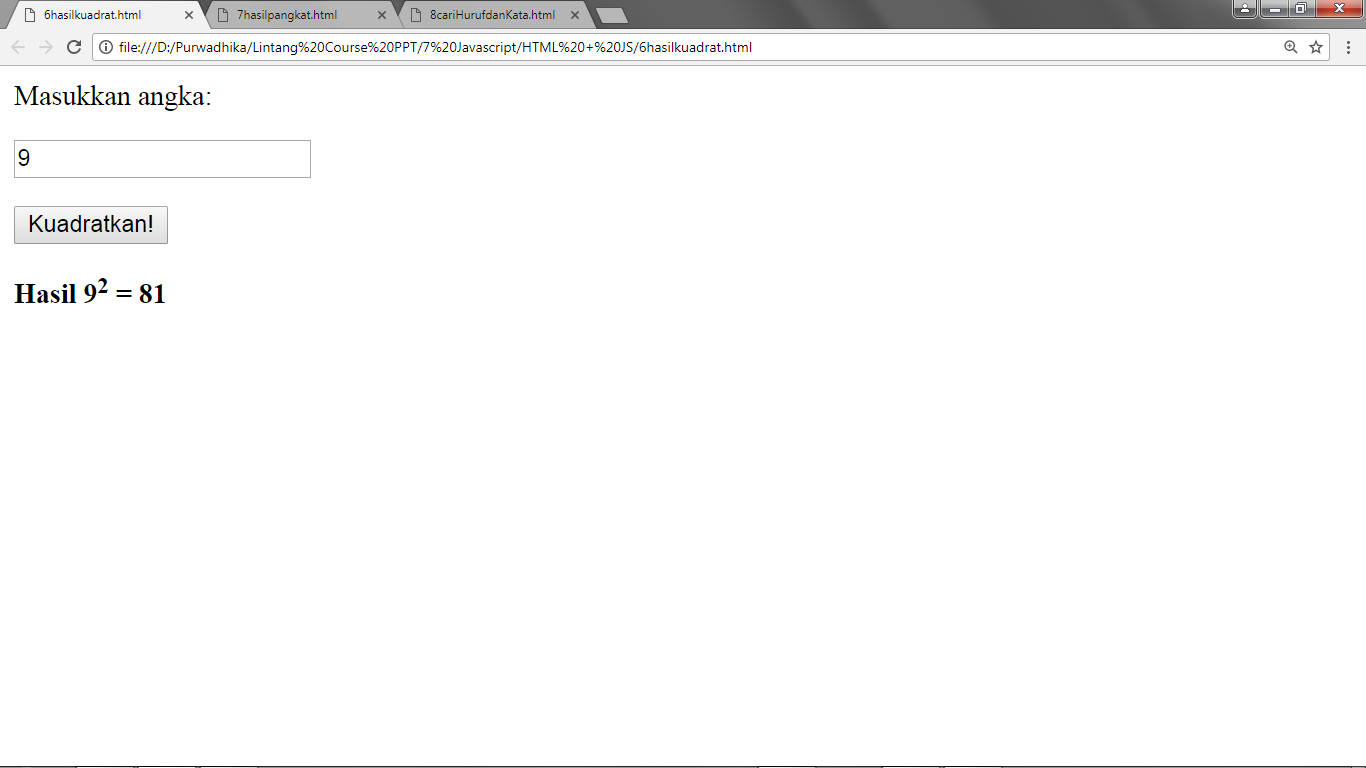 6hasilkuadrat.html 7hasilpangkat.html 8cariHurufdanKata.html
file:///D:/Purwadhika/Lintang%20Course%20PPT/7%20Javascript/HTML%20+%20JS/6hasilkuadrat.html
Masukkan angka:
9
Kuadratkan!
Hasil 9² = 81